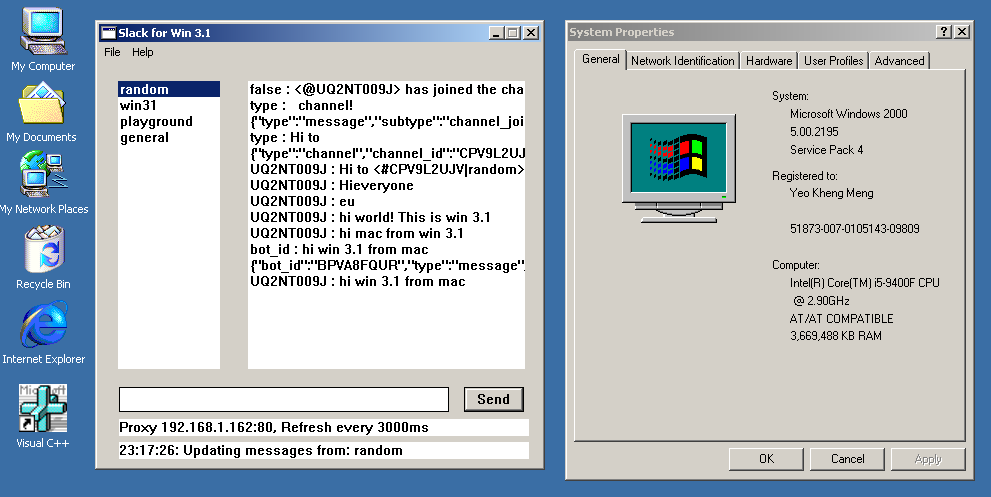 My Computer
My Documents
My Network Places
Recycle Bin
Internet Explorer
Microsoft
Visual C++
Slack for Win 3.1
File Help
random
win31
playground
general
false : <@UQ2NT009J> has joined the cha
type :   channel!
{"type":"message","subtype":"channel_joi
type : Hi to
{"type":"channel","channel_id":"CPV9L2UJ
UQ2NT009J : Hi to <#CPV9L2UJV|random>
UQ2NT009J : Hieveryone
UQ2NT009J : eu
UQ2NT009J : hi world! This is win 3.1
UQ2NT009J : hi mac from win 3.1
bot_id : hi win 3.1 from mac
{"bot_id":"BPVA8FQUR","type":"message",
UQ2NT009J : hi win 3.1 from mac
Send
Proxy 192.168.1.162:80, Refresh every 3000ms
23:17:26: Updating messages from: random
System Properties
General Network Identification Hardware User Profiles Advanced
System:
Microsoft Windows 2000
5.00.2195
Service Pack 4
Registered to:
Yeo Kheng Meng
51873-007-0105143-09809
Computer:
Intel(R) Core(TM) i5-9400F CPU
@ 2.90GHz
AT/AT COMPATIBLE
3,669,488 KB RAM
OK Cancel Apply